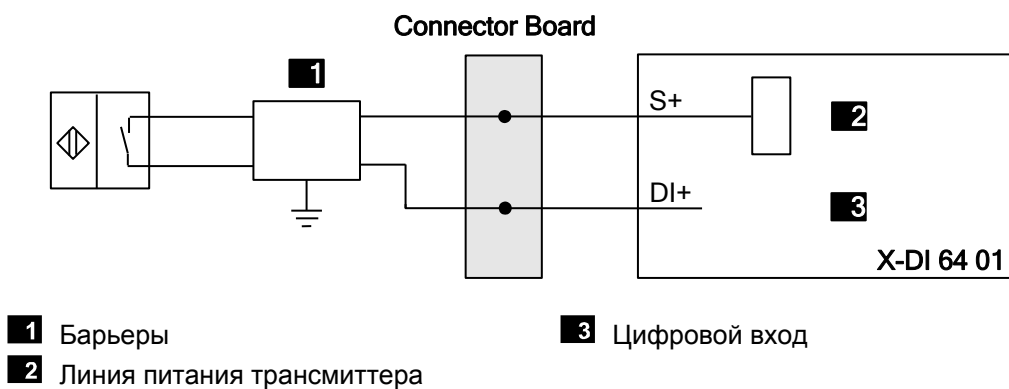 Connector Board
1
S+
2
DI+
3
X-DI 64 01
1 Барьеры
3 Цифровой вход
2 Линия питания трансмиттера